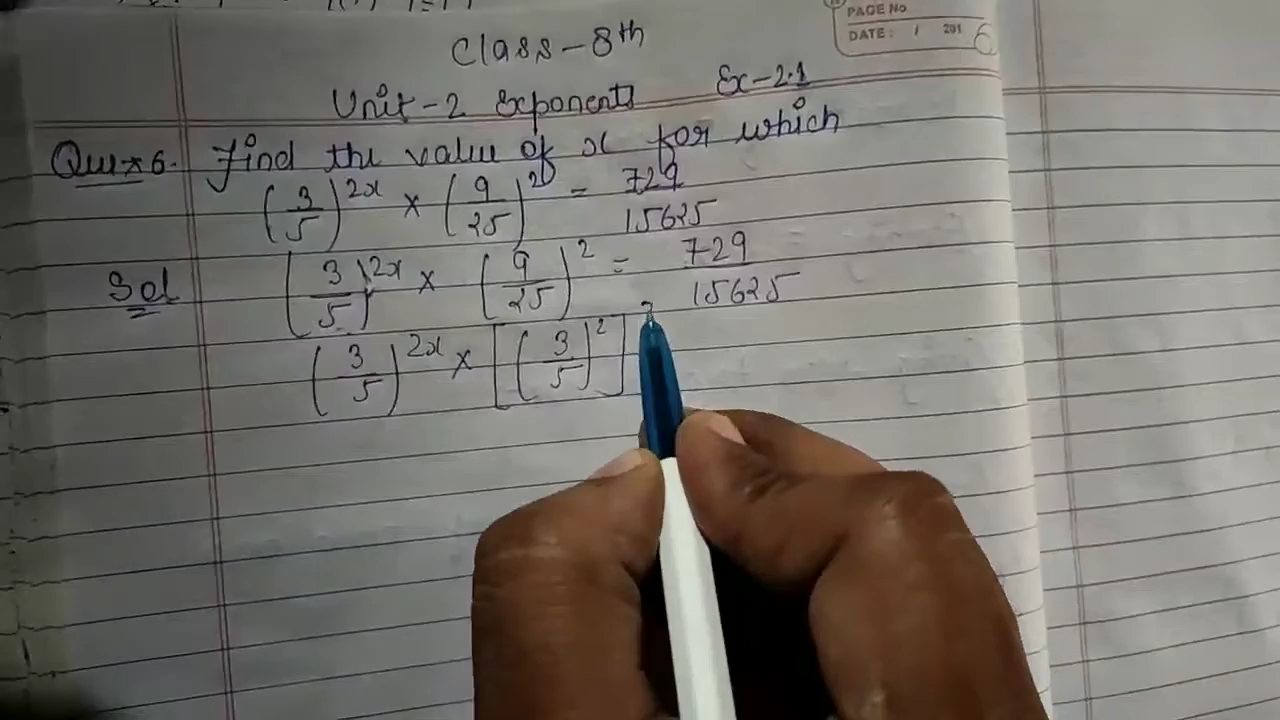 PAGE No
DATE: / 201 6
Class-8th
Unit-2 Exponents Ex-2.1
Ques 6. Find the value of x for which
(3/5)^2x × (9/25)^2 = 729/15625
Sol (3/5)^2x × (9/25)^2 = 729/15625
(3/5)^2x × [(3/5)^2]